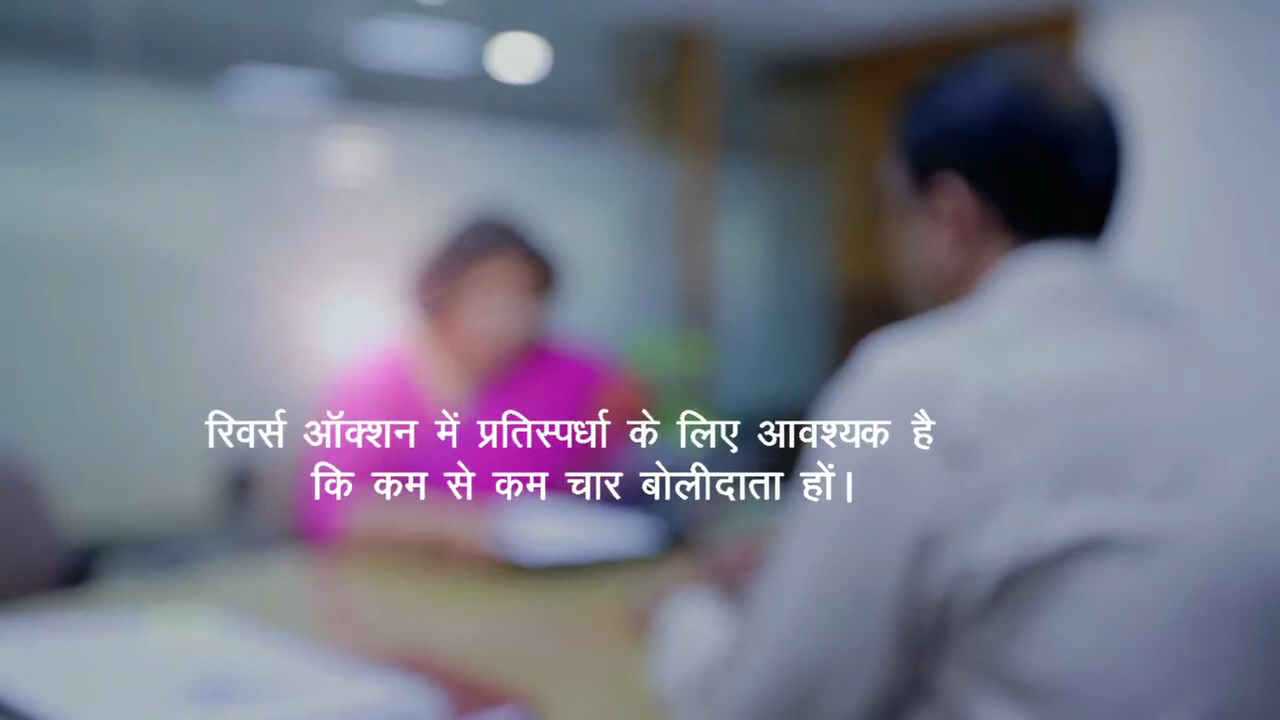 रिवर्स ऑक्शन में प्रतिस्पर्धा के लिए आवश्यक है
कि कम से कम चार बोलीदाता हों।